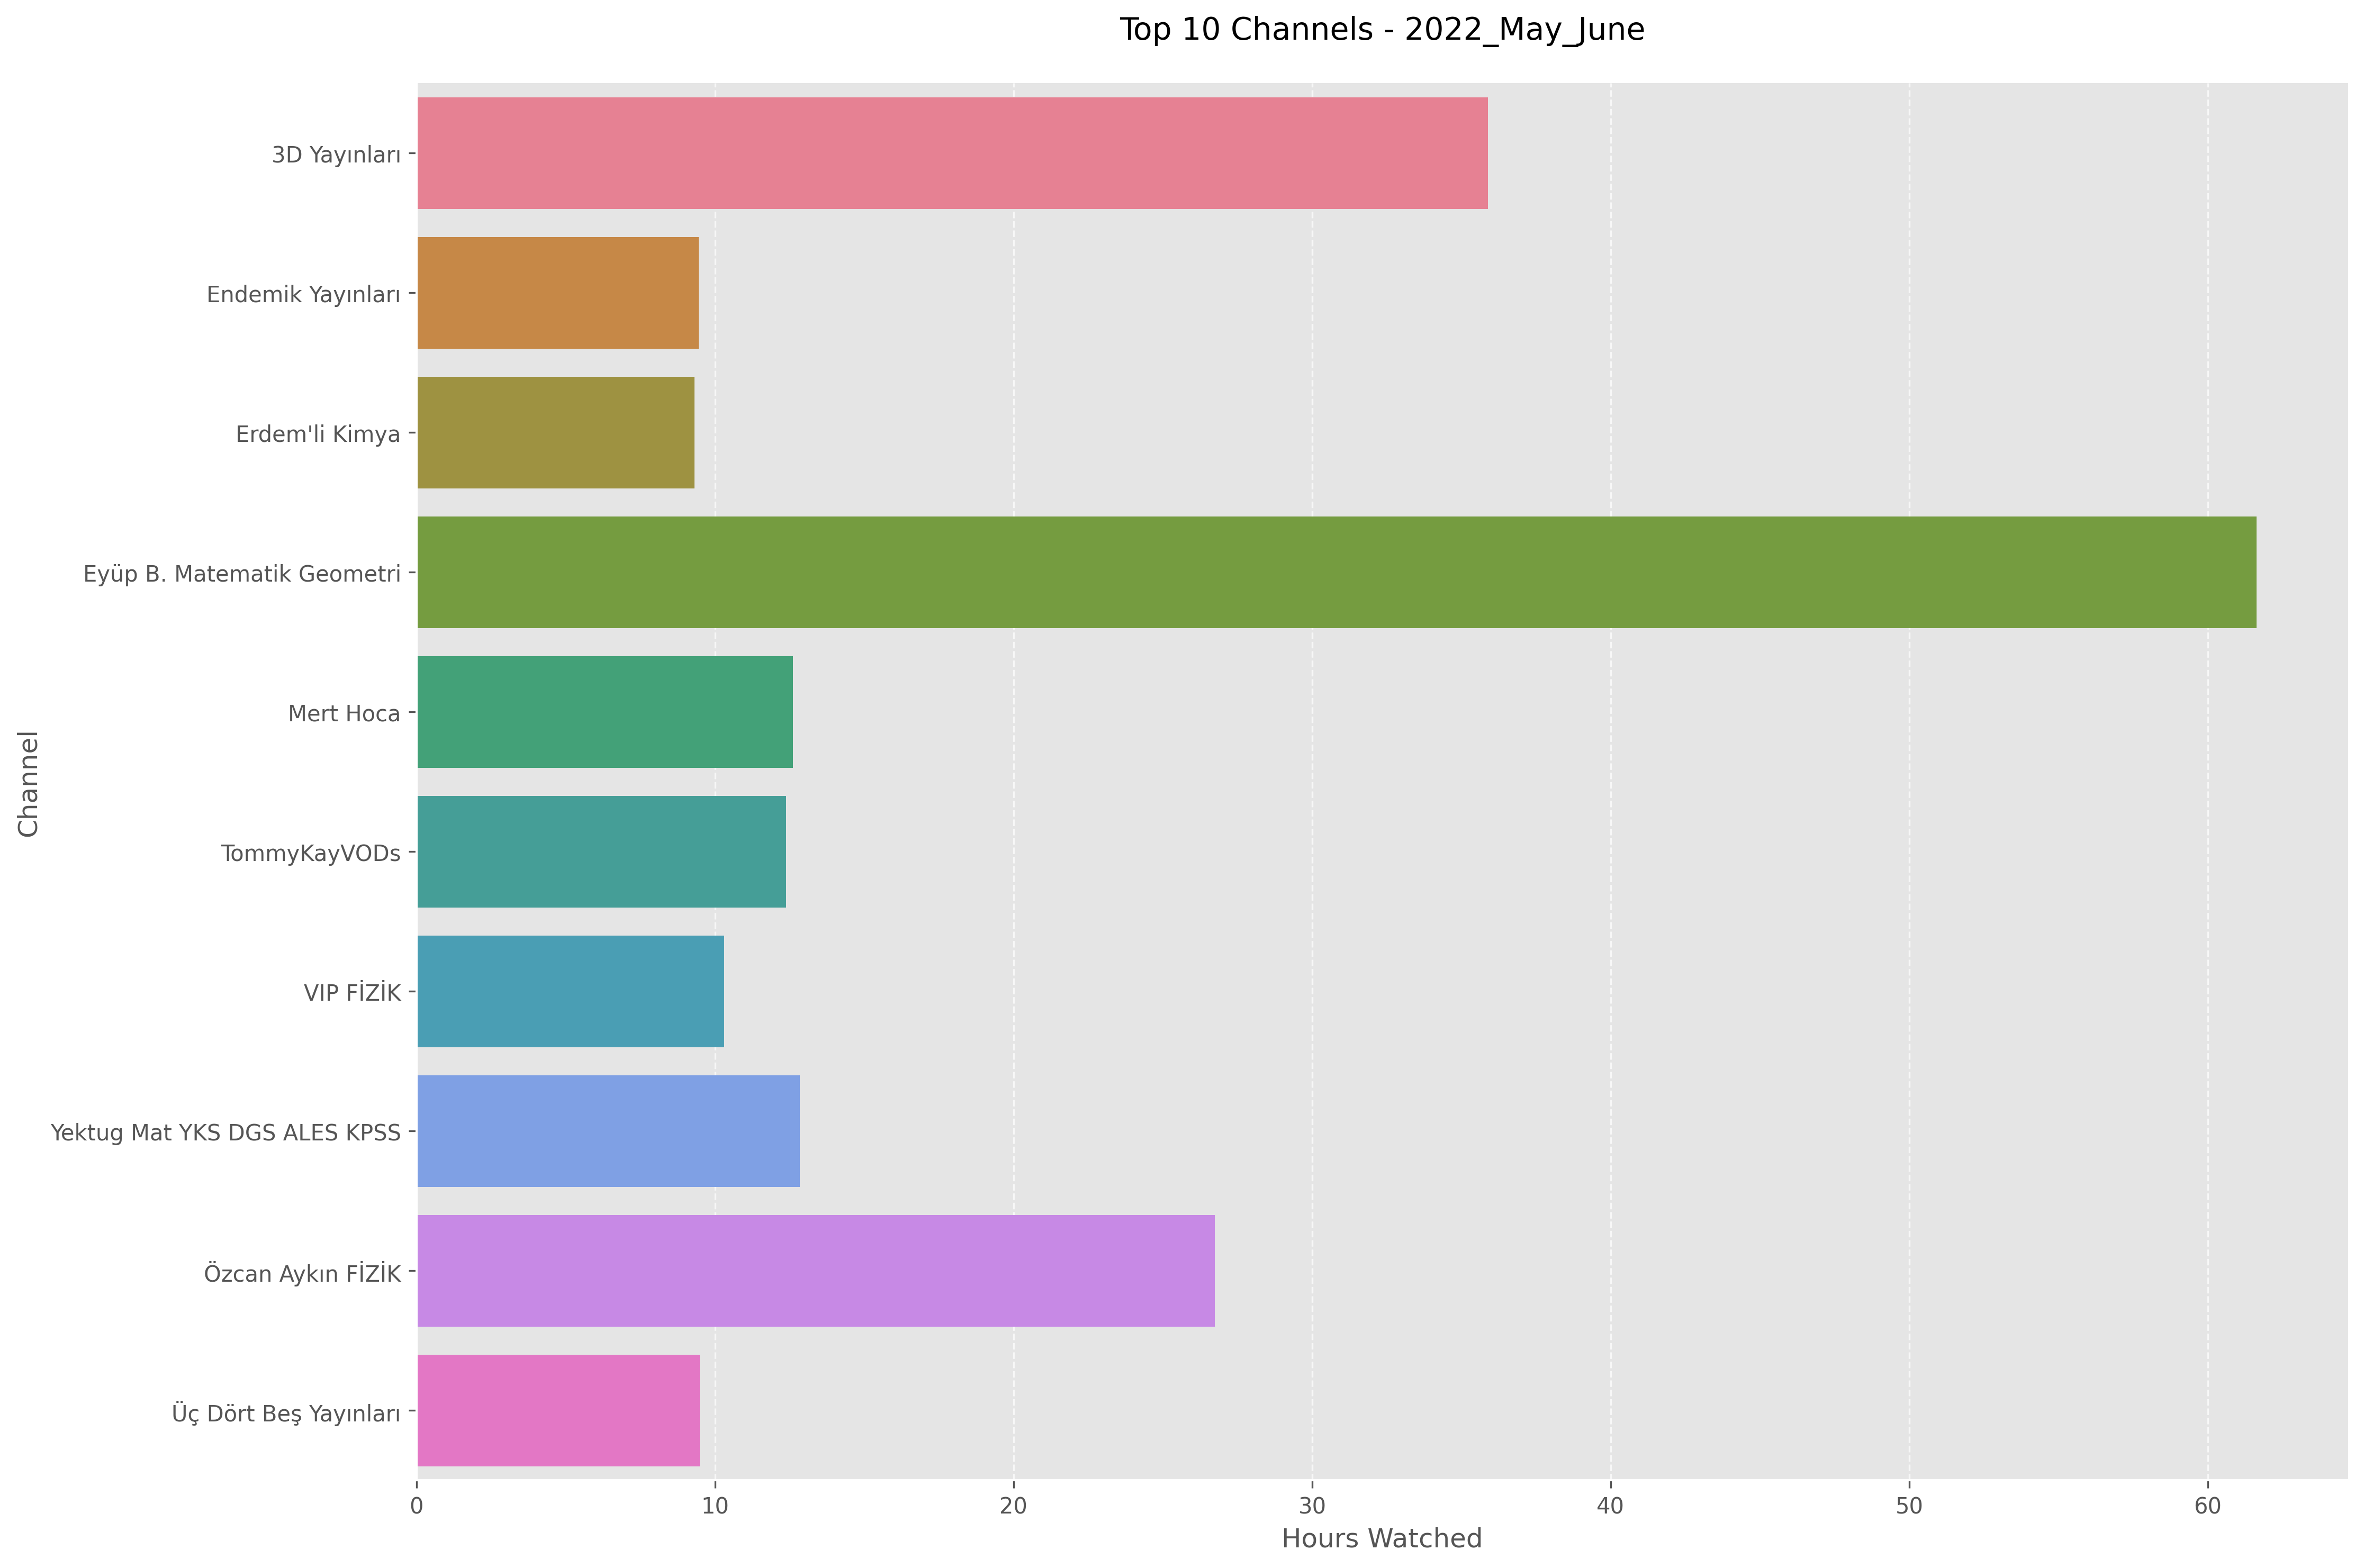 Top 10 Channels - 2022_May_June
Channel
3D Yayınları
Endemik Yayınları
Erdem'li Kimya
Eyüp B. Matematik Geometri
Mert Hoca
TommyKayVODs
VIP FİZİK
Yektug Mat YKS DGS ALES KPSS
Özcan Aykın FİZİK
Üç Dört Beş Yayınları
0 10 20 30 40 50 60
Hours Watched